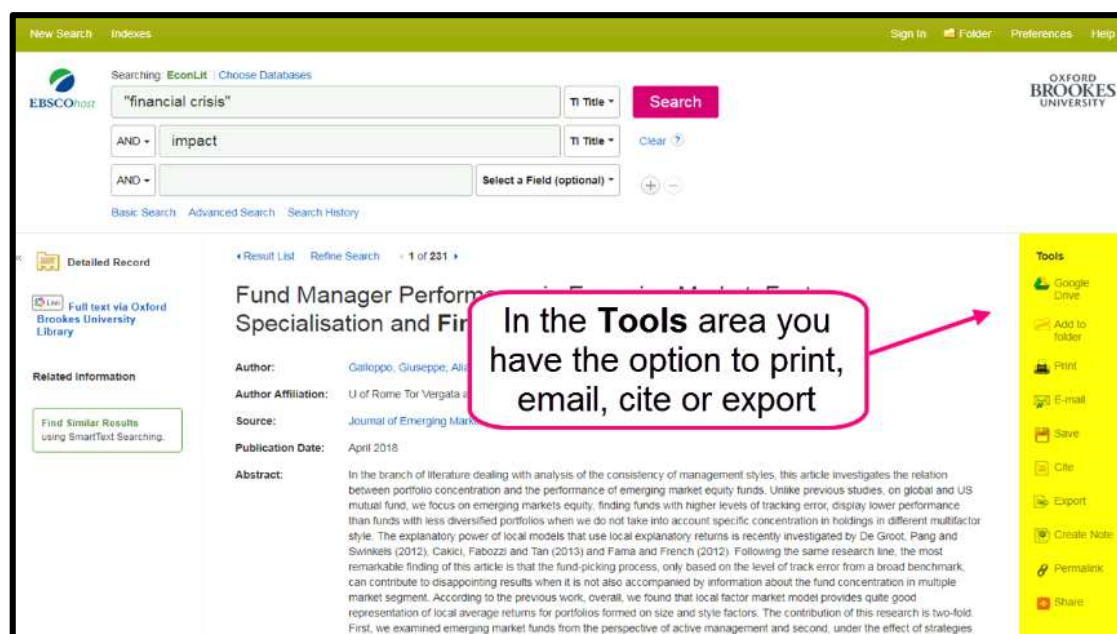 New Search Indexes Sign In Folder Preferences Help
Searching: EconLit Choose Databases
EBSCOhost
"financial crisis" TI Title Search
OXFORD
BROOKES
UNIVERSITY
AND impact TI Title Clear ?
AND Select a Field (optional)
Basic Search Advanced Search Search History
Detailed Record
Full text via Oxford
Brookes University
Library
Related Information
Find Similar Results
using SmartText Searching.
Result List Refine Search 1 of 231
Fund Manager
Specialisation and
Author: Galloppo, Giuseppe;
Author Affiliation: U of Rome Tor Vergata
Source: Journal of Emerging
Publication Date: April 2018
Abstract: In the branch of literature dealing with analysis of the consistency of management styles, this article investigates the relation
between portfolio concentration and the performance of emerging market equity funds. Unlike previous studies, on global and US
mutual fund, we focus on emerging markets equity, finding funds with higher levels of tracking error, display lower performance
than funds with less diversified portfolios when we do not take into account specific concentration in holdings in different multifactor
style. The explanatory power of local models that use local explanatory returns is recently investigated by De Groot, Pang and
Swinkels (2012), Cakici, Fabozzi and Tan (2013) and Fama and French (2012). Following the same research line, the most
remarkable finding of this article is that the fund-picking process, only based on the level of track error from a broad benchmark,
can contribute to disappointing results when it is not also accompanied by information about the fund concentration in multiple
market segment. According to the previous work, overall, we found that local factor market model provides quite good
representation of local average returns for portfolios formed on size and style factors. The contribution of this research is two-fold.
First, we examined emerging market funds from the perspective of active management and second, under the effect of strategies
In the Tools area you
have the option to print,
email, cite or export
Tools
Google
Drive
Add to
folder
Print
E-mail
Save
Cite
Export
Create Note
Permalink
Share